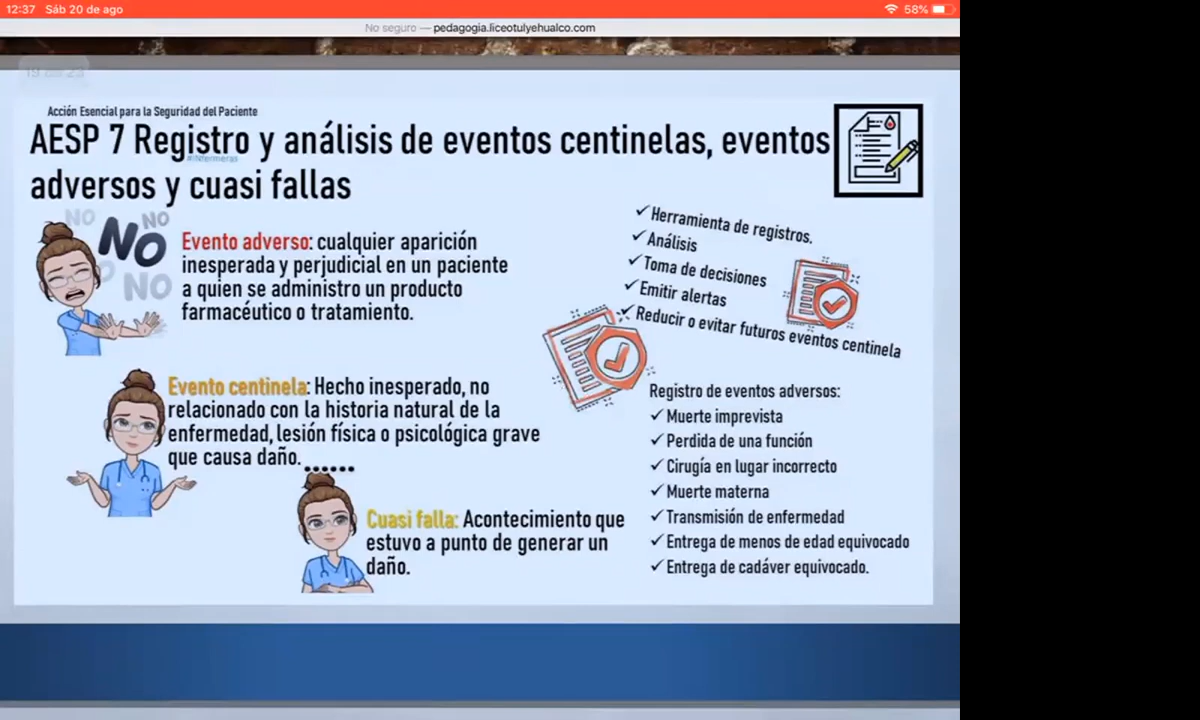 12:37 Sáb 20 de ago
58%
No seguro — pedagogia.liceotulyehualco.com
19 de 23
Acción Esencial para la Seguridad del Paciente
AESP 7 Registro y análisis de eventos centinelas, eventos
#INfermeras
adversos y cuasi fallas
NO NO NO
NO
Evento adverso: cualquier aparición
inesperada y perjudicial en un paciente
a quien se administro un producto
farmacéutico o tratamiento.
Evento centinela: Hecho inesperado, no
relacionado con la historia natural de la
enfermedad, lesión física o psicológica grave
que causa daño.
......
Cuasi falla: Acontecimiento que
estuvo a punto de generar un
daño.
✓Herramienta de registros.
✓Análisis
✓Toma de decisiones
✓Emitir alertas
✓Reducir o evitar futuros eventos centinela
Registro de eventos adversos:
✓Muerte imprevista
✓Perdida de una función
✓Cirugía en lugar incorrecto
✓Muerte materna
✓Transmisión de enfermedad
✓Entrega de menos de edad equivocado
✓Entrega de cadáver equivocado.